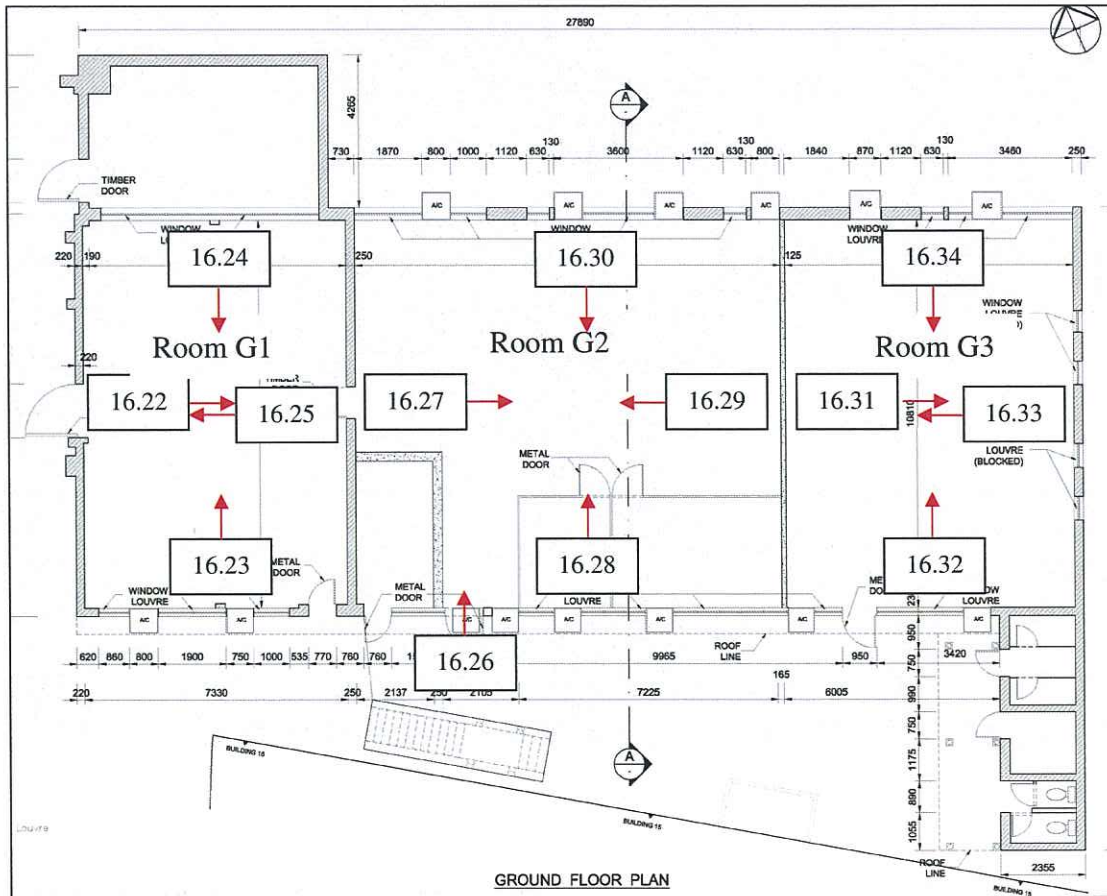 27890
A
-
4265
130
130
130
730
1870
800
1000
1120
630
3600
1120
630
800
1840
870
1120
630
3460
250
TIMBER
DOOR
A/C
A/C
A/C
A/C
A/C
A/C
WINDOW
WINDOW
WINDOW
LOUVRE
220
190
16.24
250
16.30
125
16.34
Room G1
Room G2
Room G3
WINDOW
LOUVRE
220
TIMBER
16.22
16.25
16.27
16.29
16.31
10810
16.33
METAL
DOOR
LOUVRE
(BLOCKED)
16.23
METAL
DOOR
16.28
16.32
WINDOW
LOUVRE
METAL
DOOR
LOUVRE
WINDOW
LOUVRE
A/C
A/C
A/C
A/C
A/C
A/C
A/C
A/C
ROOF
LINE
16.26
620
860
800
1900
750
1000
535
770
760
760
9965
950
3420
220
7330
250
2137
250
2105
7225
165
6005
950
750
990
750
1175
890
1055
BUILDING 16
A
-
BUILDING 15
Louvre
ROOF
LINE
2355
GROUND FLOOR PLAN
BUILDING 15